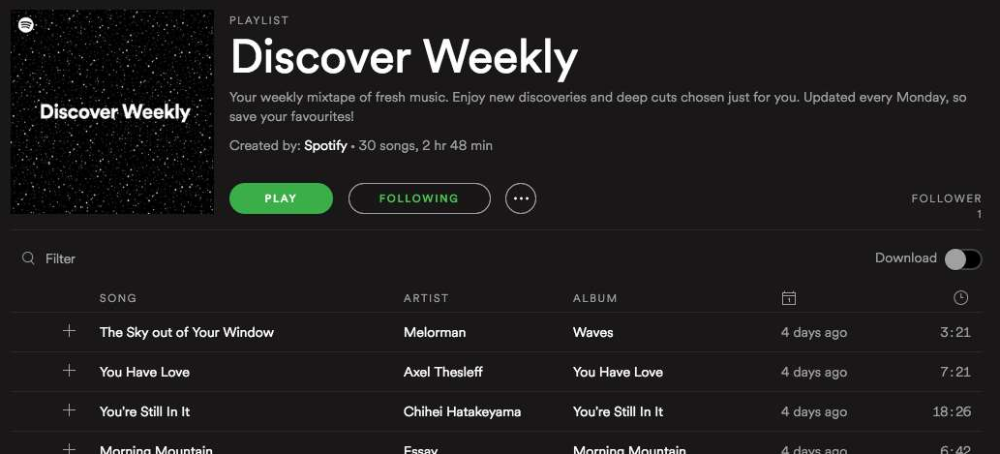 PLAYLIST
Discover Weekly
Discover Weekly
Your weekly mixtape of fresh music. Enjoy new discoveries and deep cuts chosen just for you. Updated every Monday, so
save your favourites!
Created by: Spotify • 30 songs, 2 hr 48 min
PLAY FOLLOWING
FOLLOWER
1
Filter Download
SONG ARTIST ALBUM
The Sky out of Your Window Melorman Waves 4 days ago 3:21
You Have Love Axel Thesleff You Have Love 4 days ago 7:21
You're Still In It Chihei Hatakeyama You're Still In It 4 days ago 18:26
Morning Mountain Essay Morning Mountain 4 days ago 6:42